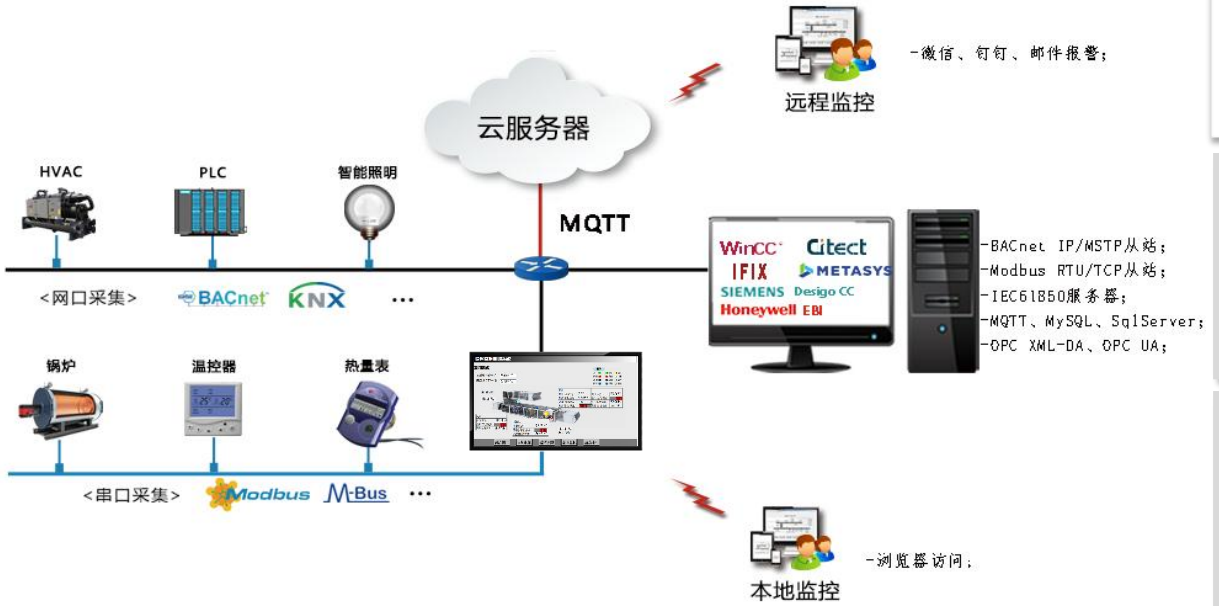 -微信、钉钉、邮件报警;
远程监控
云服务器
HVAC
PLC
智能照明
MQTT
WinCC
Citect
IFIX
METASYS
SIEMENS Desigo CC
Honeywell EBI
-BACnet IP/MSTP从站;
-Modbus RTU/TCP从站;
-IEC61850服务器;
-MQTT、MySQL、SqlServer;
-OPC XML-DA、OPC UA;
<网口采集>
BACnet
KNX
...
锅炉
温控器
热量表
<串口采集>
Modbus
M-Bus
...
-浏览器访问;
本地监控